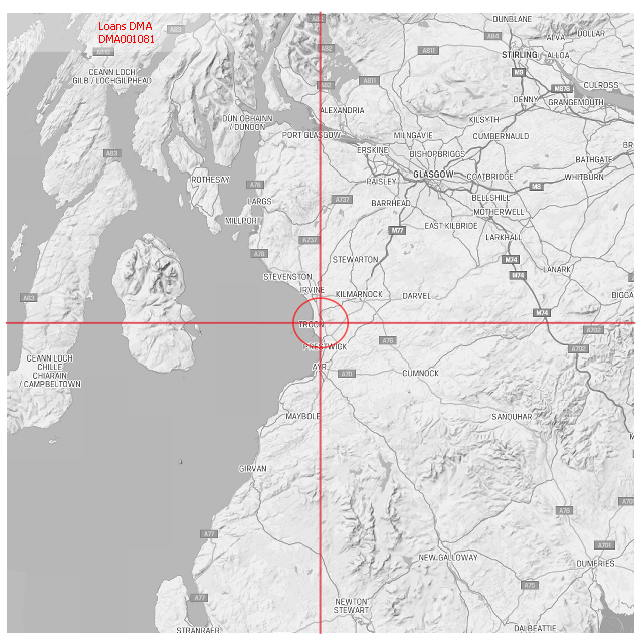 Loans DMA
DMA001081
A83
A82
DUNBLANE
A84
ALVA
DOLLAR
A82
A811
STIRLING
ALLOA
CEANN LOCH
GILB / LOCHGILPHEAD
M9
A82
A811
CULROSS
M876
DENNY
GRANGEMOUTH
ALEXANDRIA
DÙN OBHAINN
/ DUNOON
KILSYTH
PORT GLASGOW
MILNGAVIE
CUMBERNAULD
A83
ERSKINE
BISHOPBRIGGS
BATHGATE
ROTHESAY
PAISLEY
GLASGOW
COATBRIDGE
WHITBURN
A78
M8
LARGS
A737
BARRHEAD
BELLSHILL
MILLPORT
MOTHERWELL
M77
EAST KILBRIDE
A737
LARKHALL
A78
STEWARTON
M74
LANARK
STEVENSTON
M74
IRVINE
KILMARNOCK
DARVEL
BIGGA
A83
M74
TROON
A702
A76
PRESTWICK
A702
CEANN LOCH
CHILLE
CHIARAIN
/ CAMPBELTOWN
AYR
A70
CUMNOCK
MAYBOLE
SANQUHAR
GIRVAN
A76
A77
A701
NEW GALLOWAY
DUMFRIES
A75
A77
NEWTON
STEWART
STRANRAER
DALBEATTIE